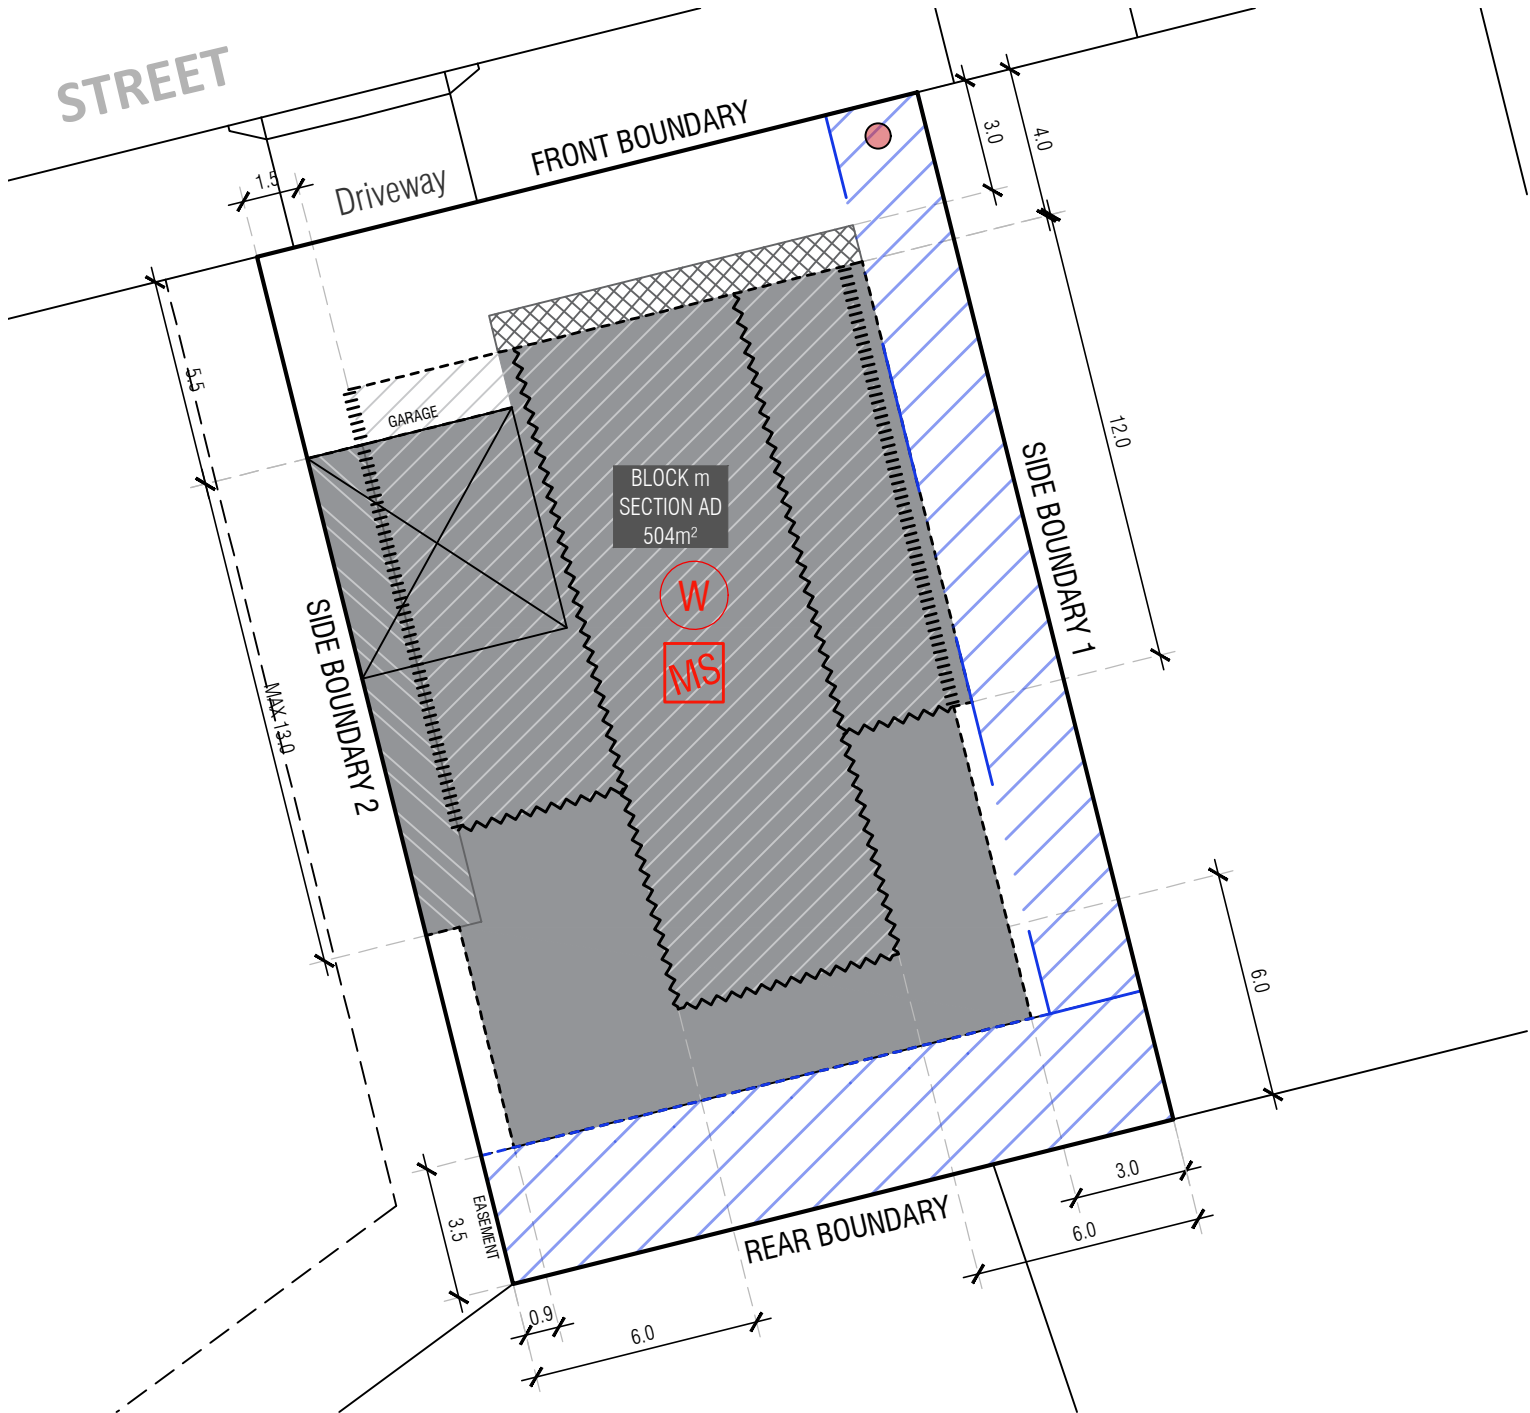 STREET
FRONT BOUNDARY
Driveway
1.5
3.0
4.0
5.5
GARAGE
12.0
BLOCK m
SECTION AD
504m²
W
MS
SIDE BOUNDARY 1
SIDE BOUNDARY 2
MAX 13.0
6.0
3.5
EASEMENT
REAR BOUNDARY
3.0
6.0
0.9
6.0